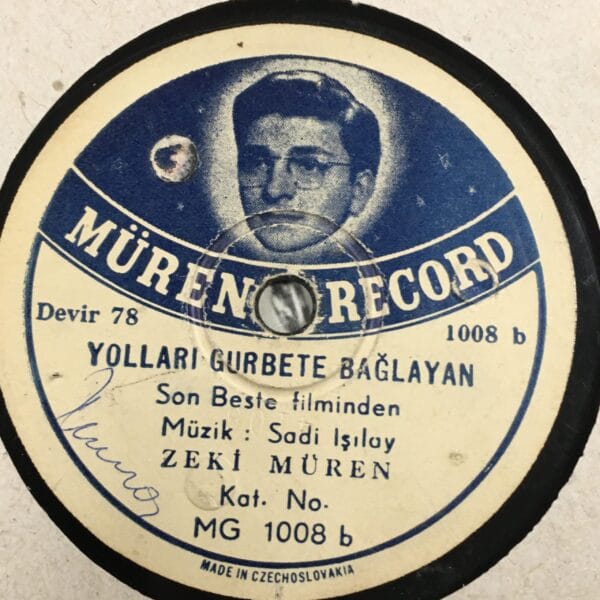 MÜREN RECORD
Devir 78
1008 b
YOLLARI GURBETE BAĞLAYAN
Son Beste filminden
Müzik : Sadi Işılay
ZEKİ MÜREN
Kat. No.
MG 1008 b
MADE IN CZECHOSLOVAKIA